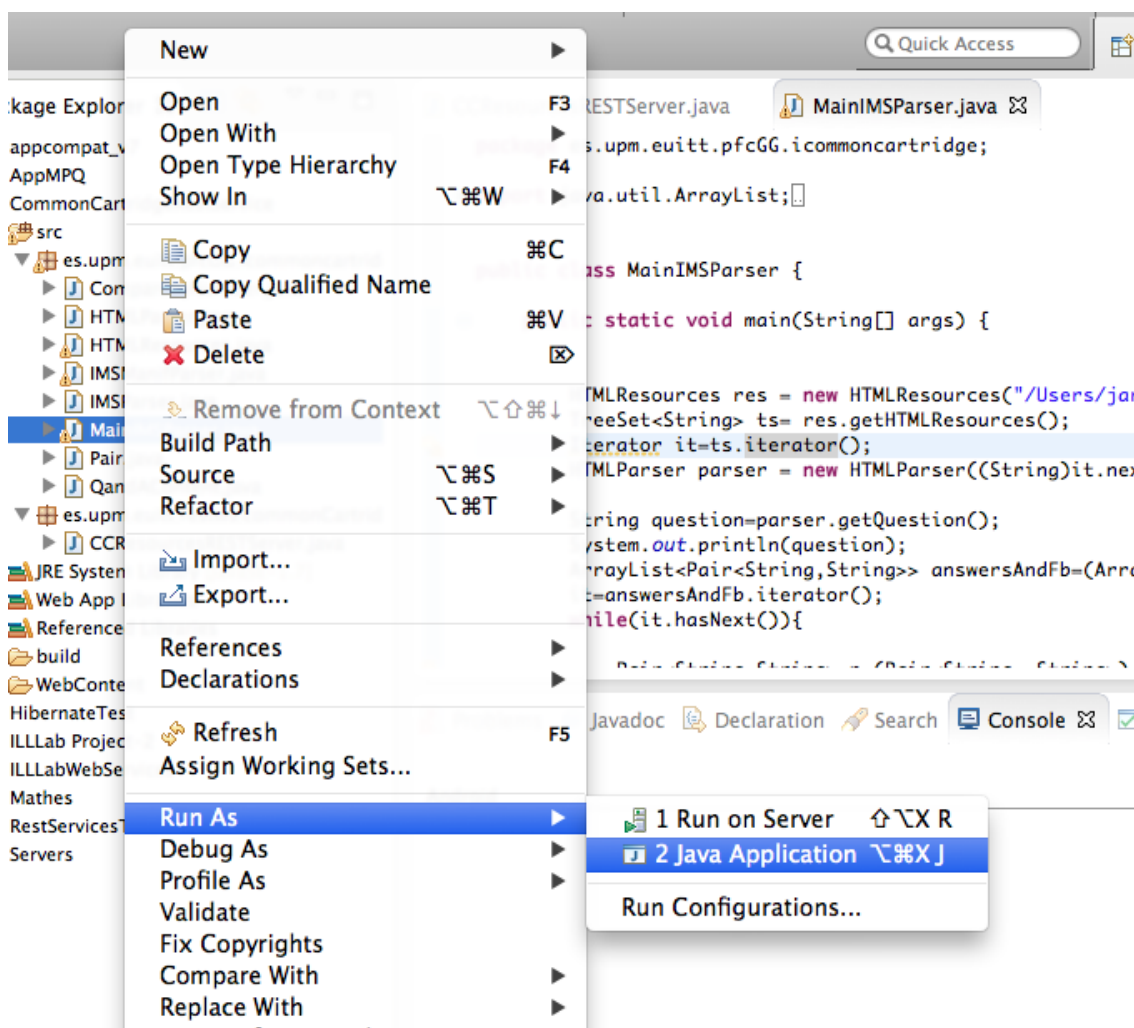 Quick Access
kage Explor
appcompat_v
AppMPQ
CommonCart
src
es.upm
Com
HTM
HTM
IMS
IMS
Mai
Pair
Qan
es.upm
CCR
JRE System
Web App
Reference
build
WebConte
HibernateTes
ILLLab Projec
ILLLabWebSe
Mathes
RestServicesT
Servers
New
Open F3
Open With
Open Type Hierarchy F4
Show In ⌥⌘W
Copy ⌘C
Copy Qualified Name
Paste ⌘V
Delete ⌦
Remove from Context ⌥⇧⌘↓
Build Path
Source ⌥⌘S
Refactor ⌥⌘T
Import...
Export...
References
Declarations
Refresh F5
Assign Working Sets...
Run As
Debug As
Profile As
Validate
Fix Copyrights
Compare With
Replace With
1 Run on Server ⇧⌥X R
2 Java Application ⌥⌘X J
Run Configurations...
RESTServer.java MainIMSParser.java
s.upm.euitt.pfcGG.icommoncartridge;
va.util.ArrayList;
public class MainIMSParser {
c static void main(String[] args) {
TMLResources res = new HTMLResources("/Users/jar
reeSet<String> ts= res.getHTMLResources();
terator it=ts.iterator();
TMLParser parser = new HTMLParser((String)it.nex
tring question=parser.getQuestion();
ystem.out.println(question);
rrayList<Pair<String,String>> answersAndFb=(Arra
t=answersAndFb.iterator();
hile(it.hasNext()){
Javadoc Declaration Search Console